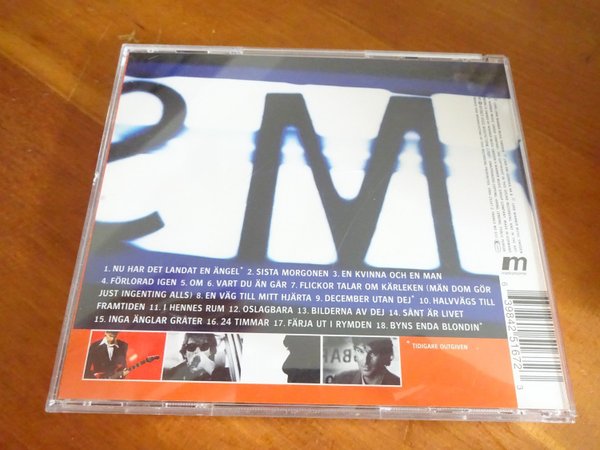 2M
1. NU HAR DET LANDAT EN ÄNGEL* 2. SISTA MORGONEN 3. EN KVINNA OCH EN MAN
4. FÖRLORAD IGEN 5. OM 6. VART DU ÄN GÅR 7. FLICKOR TALAR OM KÄRLEKEN (MÄN DOM GÖR
JUST INGENTING ALLS) 8. EN VÄG TILL MITT HJÄRTA 9. DECEMBER UTAN DEJ* 10. HALVVÄGS TILL
FRAMTIDEN 11. I HENNES RUM 12. OSLAGBARA 13. BILDERNA AV DEJ 14. SÅNT ÄR LIVET
15. INGA ÄNGLAR GRÅTER 16. 24 TIMMAR 17. FÄRJA UT I RYMDEN 18. BYNS ENDA BLONDIN*
* TIDIGARE OUTGIVEN
m